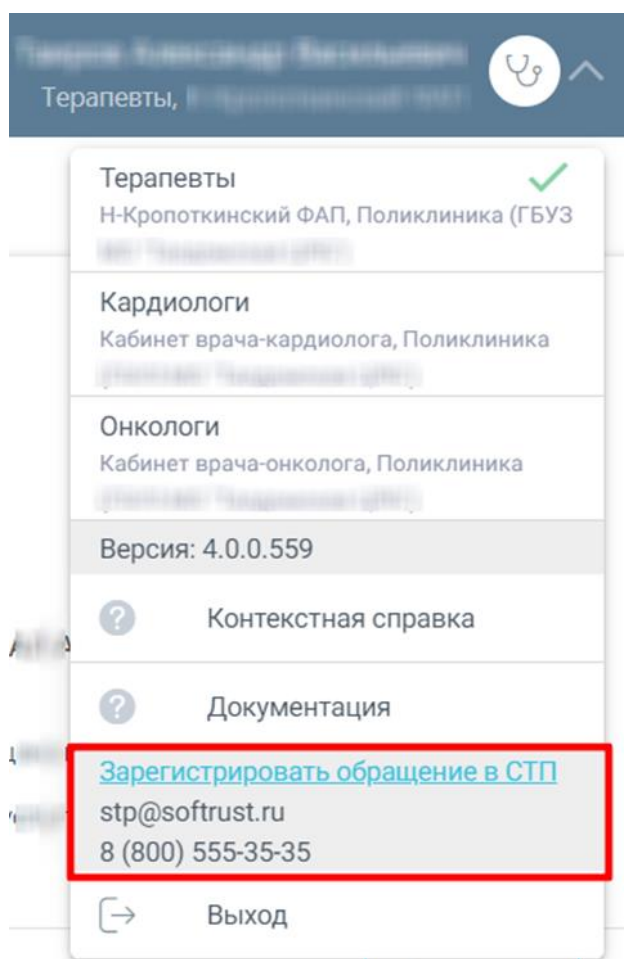 Терапевты,
Терапевты
Н-Кропоткинский ФАП, Поликлиника (ГБУЗ
Кардиологи
Кабинет врача-кардиолога, Поликлиника
Онкологи
Кабинет врача-онколога, Поликлиника
Версия: 4.0.0.559
Контекстная справка
Документация
Зарегистрировать обращение в СТП
stp@softrust.ru
8 (800) 555-35-35
Выход